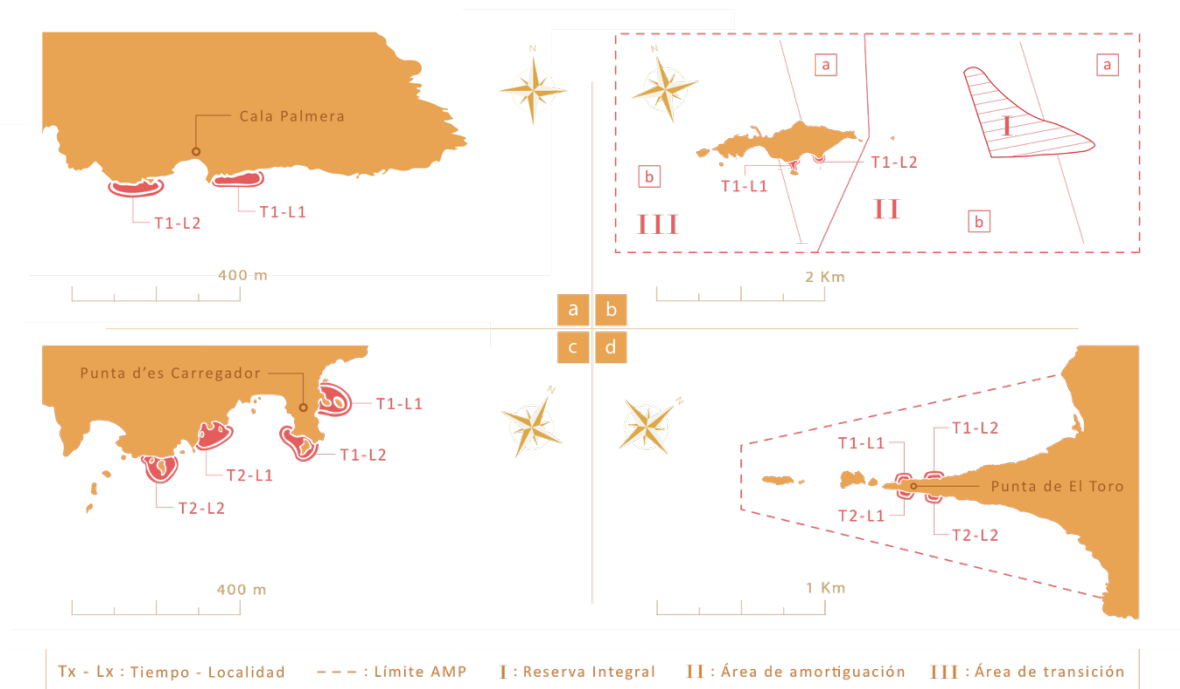 N
Cala Palmera
T1-L2
T1-L1
400 m
N
a
a
I
T1-L2
T1-L1
b
b
II
III
2 Km
a b
c d
Punta d'es Carregador
T1-L1
T1-L2
T2-L1
T2-L2
400 m
N
N
T1-L1
T1-L2
Punta de El Toro
T2-L1
T2-L2
1 Km
Tx - Lx : Tiempo - Localidad --- : Límite AMP I : Reserva Integral II : Área de amortiguación III : Área de transición